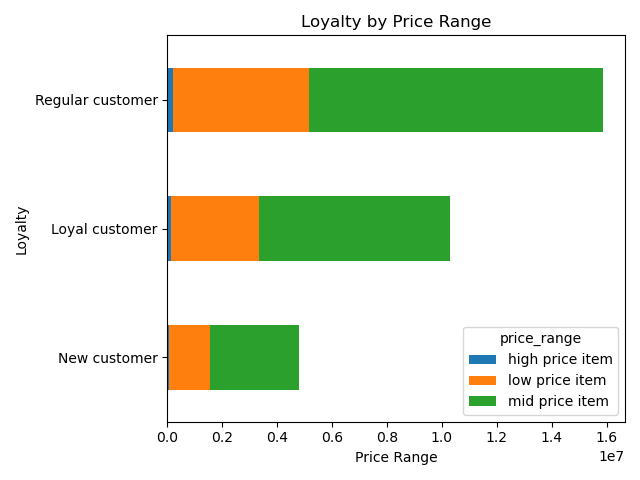 Loyalty by Price Range
Regular customer
Loyal customer
New customer
Loyalty
price_range
high price item
low price item
mid price item
0.0 0.2 0.4 0.6 0.8 1.0 1.2 1.4 1.6
1e7
Price Range